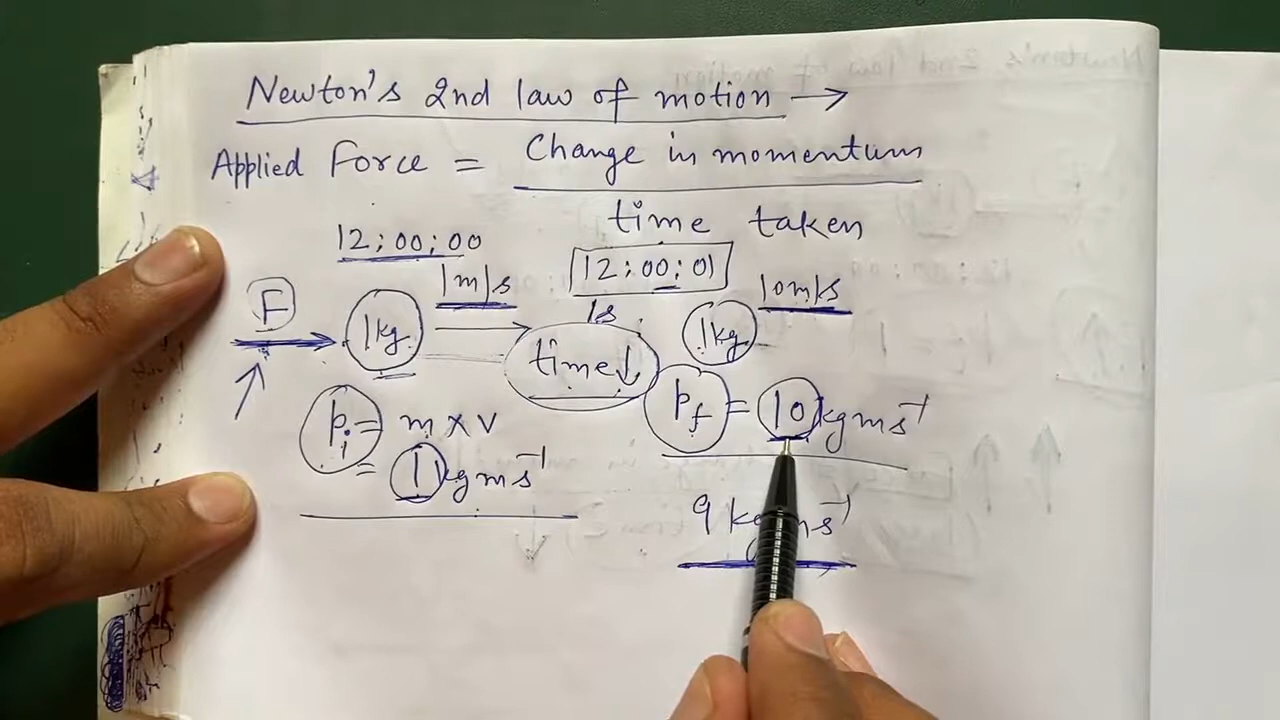 Newton's 2nd law of motion →
Applied Force = Change in momentum
time taken
12:00:00
12:00:01
1m/s
10m/s
1s
F
1kg
1kg
time↓
pᵢ = m x v
= 1 kgms⁻¹
pf = 10 kgms⁻¹
9 kgms⁻¹